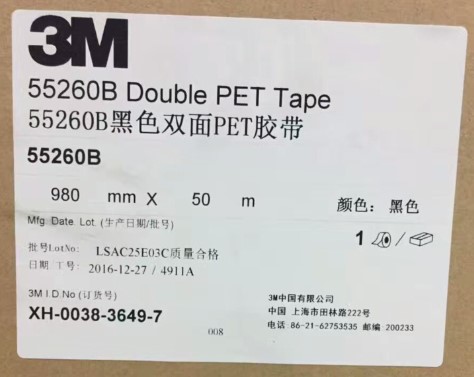 3M
55260B Double PET Tape
55260B黑色双面PET胶带
55260B
980 mm X 50 m 颜色: 黑色
Mfg. Date. Lot. (生产日期/批号)
1 /
批号LotNo: LSAC25E03C质量合格
日期 丁号: 2016-12-27 / 4911A
3M I.D.No (订货号)
XH-0038-3649-7
008
3M中国有限公司
中国 上海市田林路222号
电话:86-21-62753535 邮编 200233